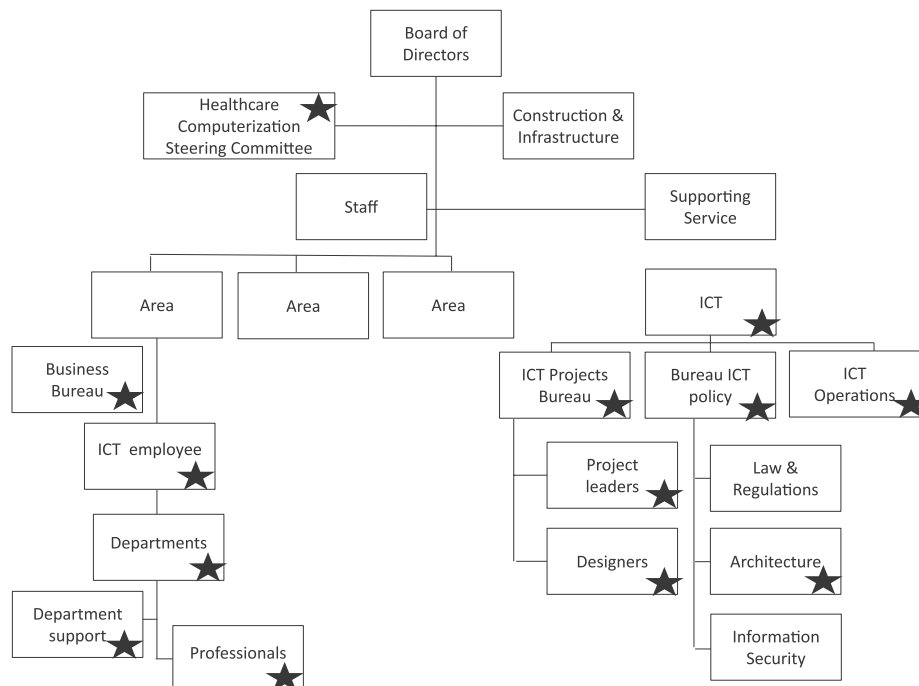 Board of
Directors
Healthcare
Computerization
Steering Committee
Construction &
Infrastructure
Staff
Supporting
Service
Area
Area
Area
ICT
Business
Bureau
ICT Projects
Bureau
Bureau ICT
policy
ICT
Operations
ICT employee
Project
leaders
Law &
Regulations
Departments
Designers
Architecture
Department
support
Professionals
Information
Security